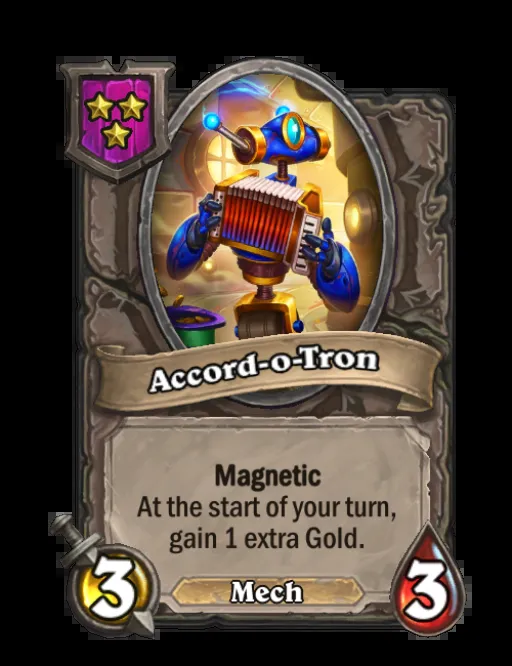 Accord-o-Tron
Magnetic
At the start of your turn,
gain 1 extra Gold.
3
Mech
3